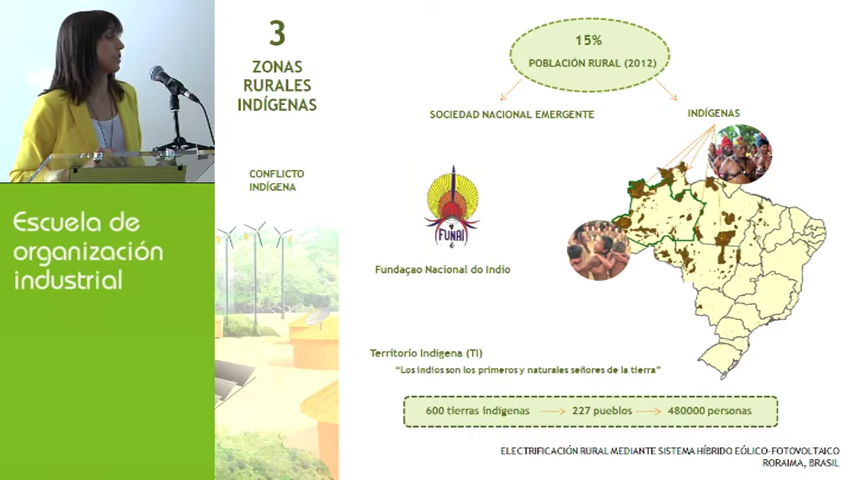 3
ZONAS
RURALES
INDÍGENAS
CONFLICTO
INDÍGENA
Escuela de
organización
industrial
15%
POBLACIÓN RURAL (2012)
SOCIEDAD NACIONAL EMERGENTE
INDÍGENAS
FUNAI
Fundaçao Nacional do Indio
Territorio Indígena (TI)
“Los indios son los primeros y naturales señores de la tierra”
600 tierras indígenas 227 pueblos 480000 personas
ELECTRIFICACIÓN RURAL MEDIANTE SISTEMA HÍBRIDO EÓLICO-FOTOVOLTAICO
RORAIMA, BRASIL